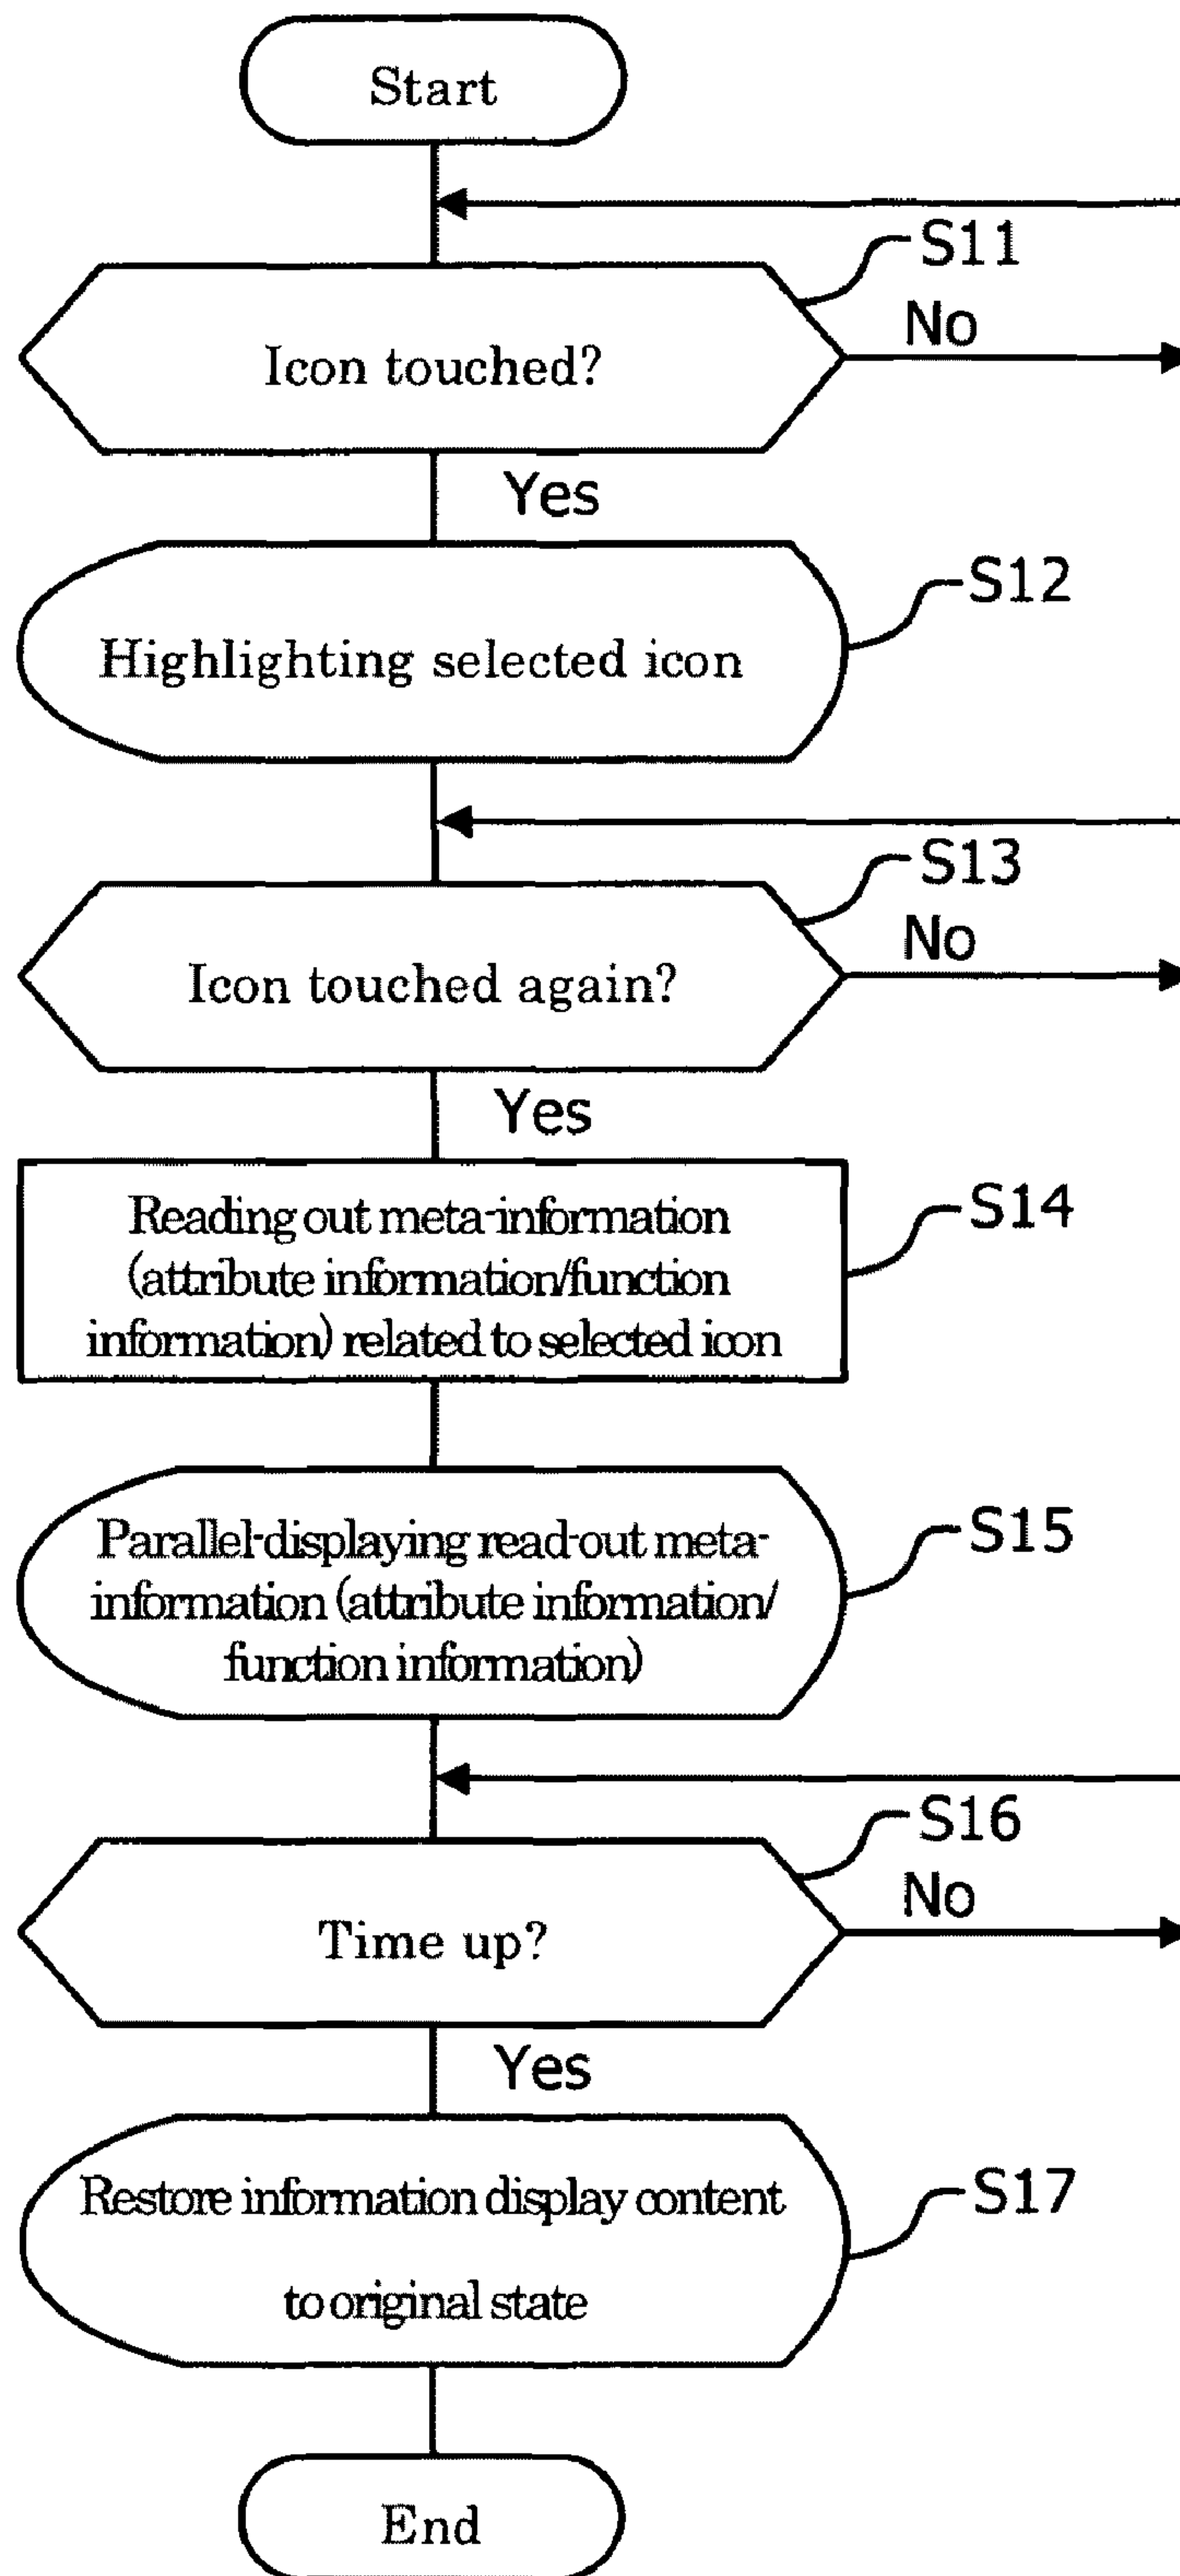 Start
S11
No
Icon touched?
Yes
S12
Highlighting selected icon
S13
No
Icon touched again?
Yes
S14
Reading out meta-information
(attribute information/function
information) related to selected icon
S15
Parallel-displaying read-out meta-
information (attribute information/
function information)
S16
No
Time up?
Yes
S17
Restore information display content
to original state
End